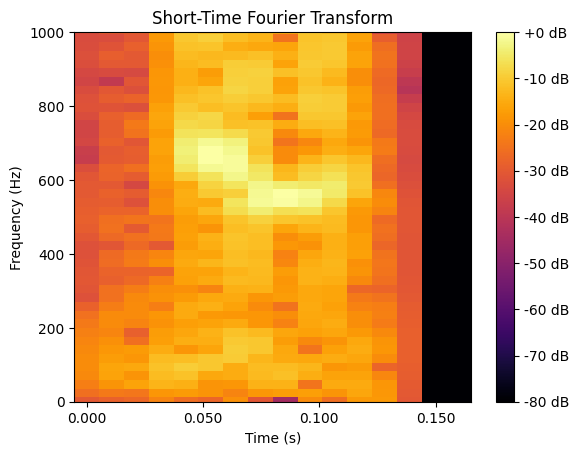 Short-Time Fourier Transform
1000
800
600
400
200
0
Frequency (Hz)
0.000
0.050
0.100
0.150
Time (s)
+0 dB
-10 dB
-20 dB
-30 dB
-40 dB
-50 dB
-60 dB
-70 dB
-80 dB